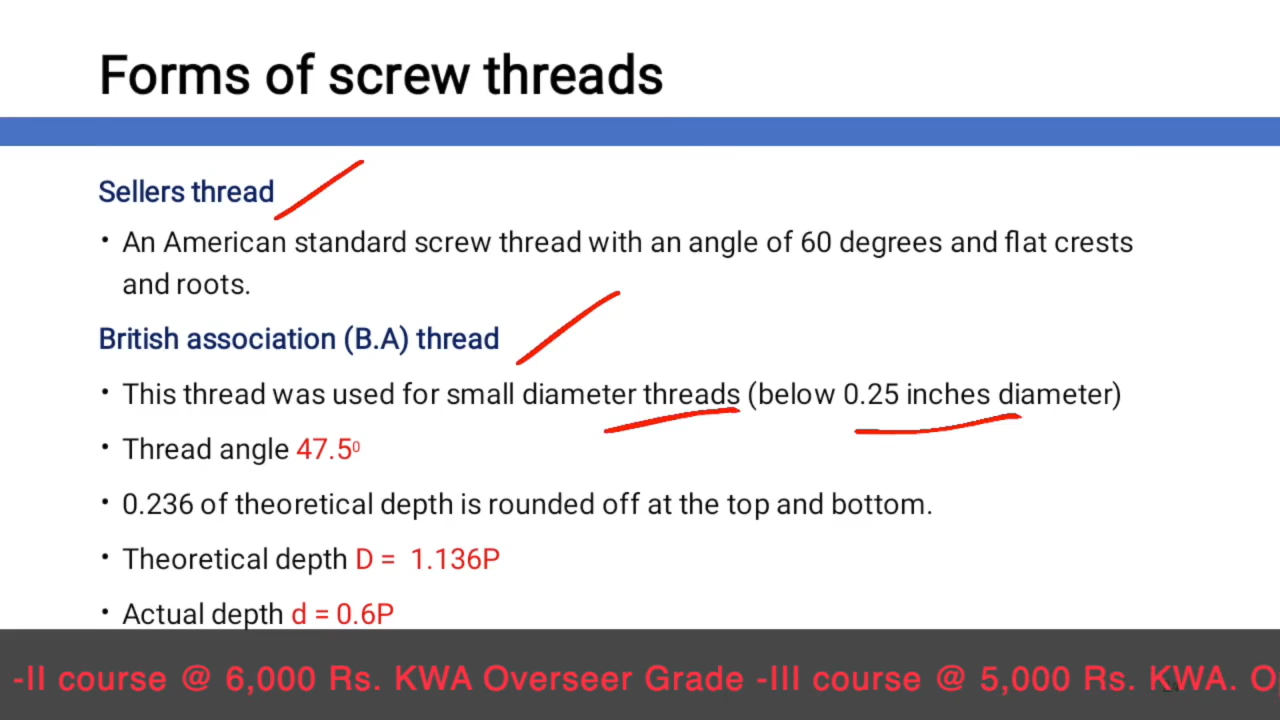 Forms of screw threads
Sellers thread
• An American standard screw thread with an angle of 60 degrees and flat crests
and roots.
British association (B.A) thread
• This thread was used for small diameter threads (below 0.25 inches diameter)
• Thread angle 47.5⁰
• 0.236 of theoretical depth is rounded off at the top and bottom.
• Theoretical depth D = 1.136P
• Actual depth d = 0.6P
-II course @ 6,000 Rs. KWA Overseer Grade -III course @ 5,000 Rs. KWA. O